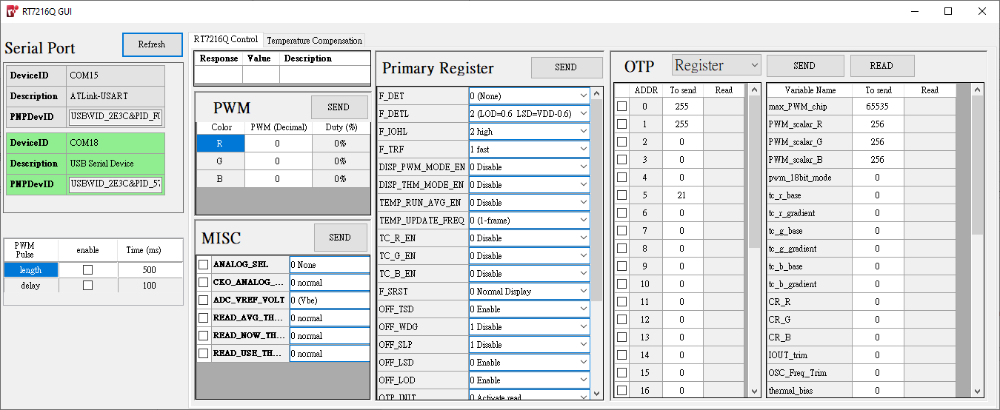 RT7216Q GUI
Serial Port
Refresh
DeviceID COM15
Description ATLink-USART
PNPDevID USB\VID_2E3C&PID_F0
DeviceID COM18
Description USB Serial Device
PNPDevID USB\VID_2E3C&PID_57
PWM Pulse enable Time (ms)
length 500
delay 100
RT7216Q Control Temperature Compensation
Response Value Description
PWM SEND
Color PWM (Decimal) Duty (%)
R 0 0%
G 0 0%
B 0 0%
MISC SEND
ANALOG_SEL 0 None
CKO_ANALOG_... 0 normal
ADC_VREF_VOLT 0 (Vbe)
READ_AVG_TH... 0 normal
READ_NOW_TH... 0 normal
READ_USE_TH... 0 normal
Primary Register SEND
F_DET 0 (None)
F_DETL 2 (LOD=0.6 LSD=VDD-0.6)
F_IOHL 2 high
F_TRF 1 fast
DISP_PWM_MODE_EN 0 Disable
DISP_THM_MODE_EN 0 Disable
TEMP_RUN_AVG_EN 0 Disable
TEMP_UPDATE_FREQ 0 (1-frame)
TC_R_EN 0 Disable
TC_G_EN 0 Disable
TC_B_EN 0 Disable
F_SRST 0 Normal Display
OFF_TSD 0 Enable
OFF_WDG 1 Disable
OFF_SLP 1 Disable
OFF_LSD 0 Enable
OFF_LOD 0 Enable
OTP_INIT 0 Activate read
OTP Register SEND READ
ADDR To send Read
0 255
1 255
2 0
3 0
4 0
5 21
6 0
7 0
8 0
9 0
10 0
11 0
12 0
13 0
14 0
15 0
16 0
Variable Name To send Read
max_PWM_chip 65535
PWM_scalar_R 256
PWM_scalar_G 256
PWM_scalar_B 256
pwm_18bit_mode 0
tc_r_base 0
tc_r_gradient 0
tc_g_base 0
tc_g_gradient 0
tc_b_base 0
tc_b_gradient 0
CR_R 0
CR_G 0
CR_B 0
IOUT_trim 0
OSC_Freq_Trim 0
thermal_bias 0